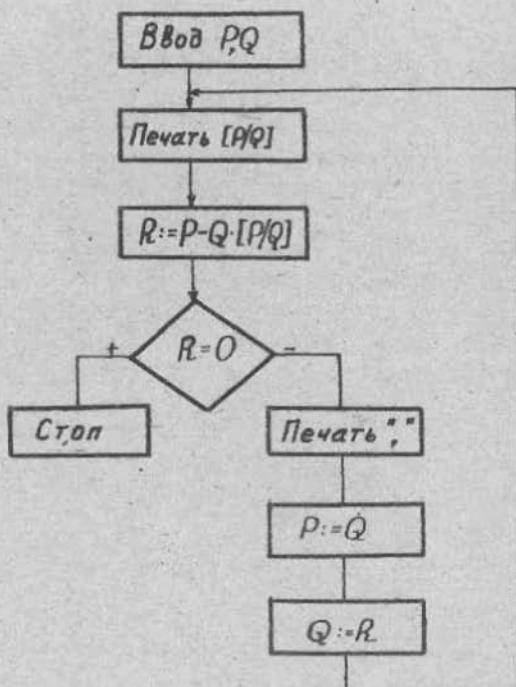 Ввод P,Q
Печать [P/Q]
R:=P-Q·[P/Q]
R=0
+
-
Стоп
Печать ","
P:=Q
Q:=R